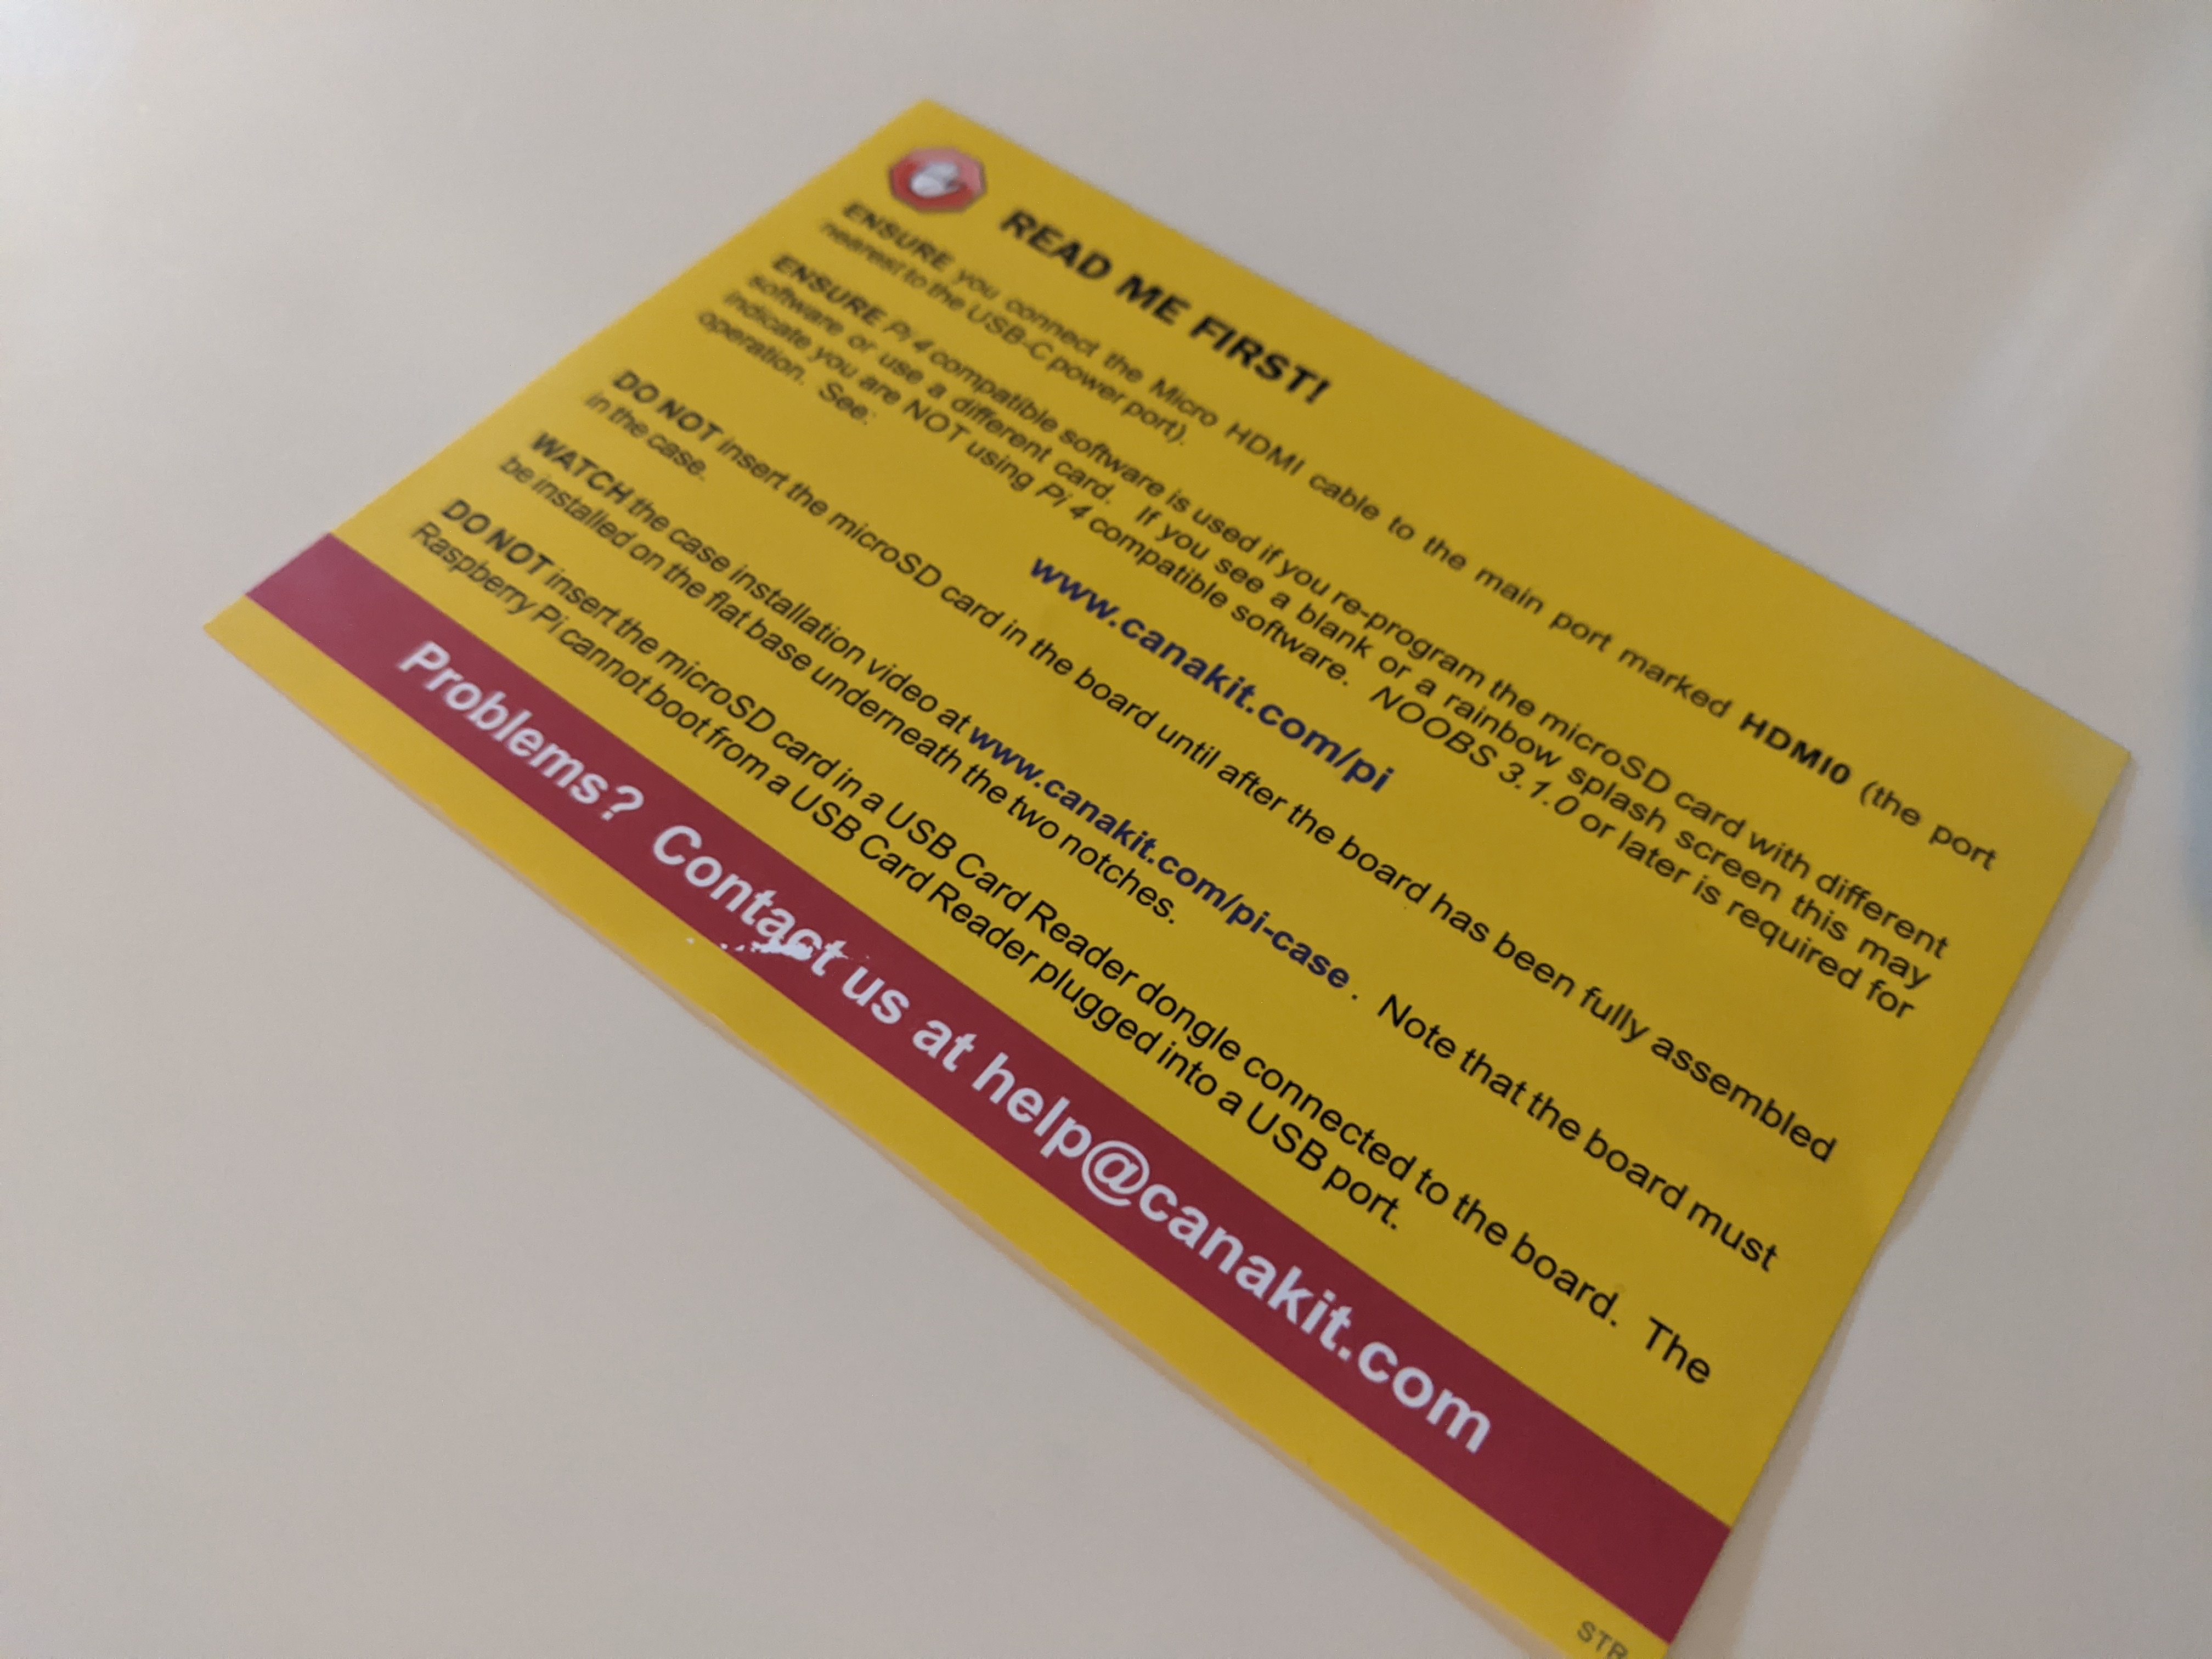 READ ME FIRST!
ENSURE you connect the Micro HDMI cable to the main port marked HDMI0 (the port
nearest to the USB-C power port).
ENSURE Pi 4 compatible software is used if you re-program the microSD card with different
software or use a different card. If you see a blank or a rainbow splash screen this may
indicate you are NOT using Pi 4 compatible software. NOOBS 3.1.0 or later is required for
operation. See:
www.canakit.com/pi
DO NOT insert the microSD card in the board until after the board has been fully assembled
in the case.
WATCH the case installation video at www.canakit.com/pi-case. Note that the board must
be installed on the flat base underneath the two notches.
DO NOT insert the microSD card in a USB Card Reader dongle connected to the board. The
Raspberry Pi cannot boot from a USB Card Reader plugged into a USB port.
Problems? Contact us at help@canakit.com